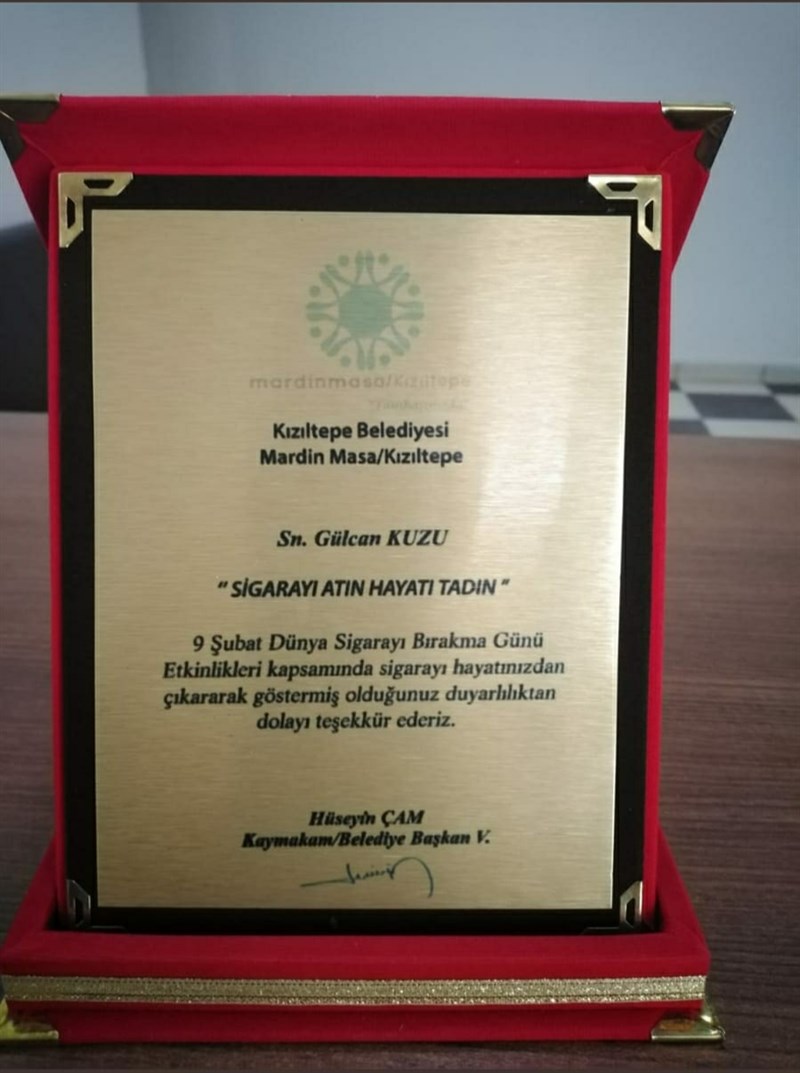 mardinmasa/Kızıltepe
Kızıltepe Belediyesi
Mardin Masa/Kızıltepe
Sn. Gülcan KUZU
“ SİGARAYI ATIN HAYATI TADIN ”
9 Şubat Dünya Sigarayı Bırakma Günü
Etkinlikleri kapsamında sigarayı hayatınızdan
çıkararak göstermiş olduğunuz duyarlılıktan
dolayı teşekkür ederiz.
Hüseyin ÇAM
Kaymakam/Belediye Başkan V.